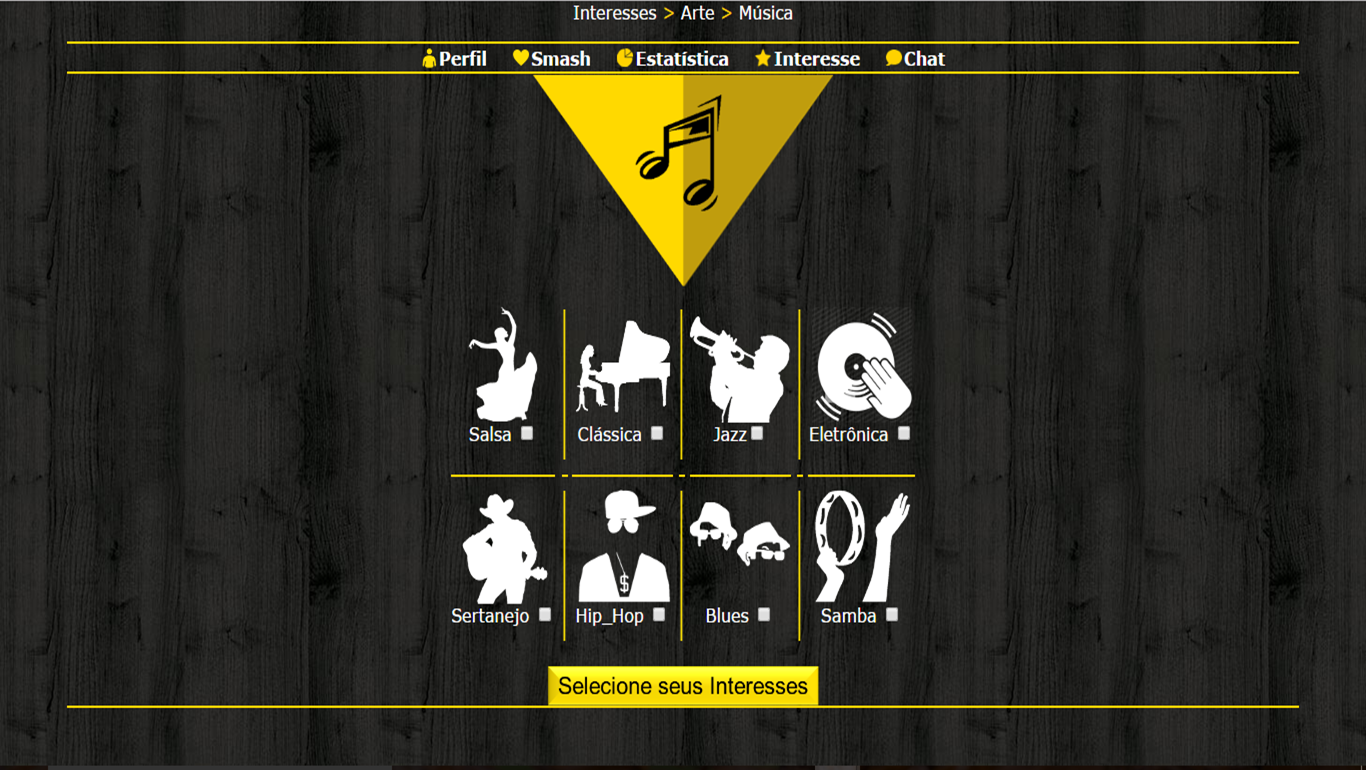 Interesses > Arte > Música
Perfil Smash Estatística Interesse Chat
Salsa Clássica Jazz Eletrônica
$
Sertanejo Hip_Hop Blues Samba
Selecione seus Interesses